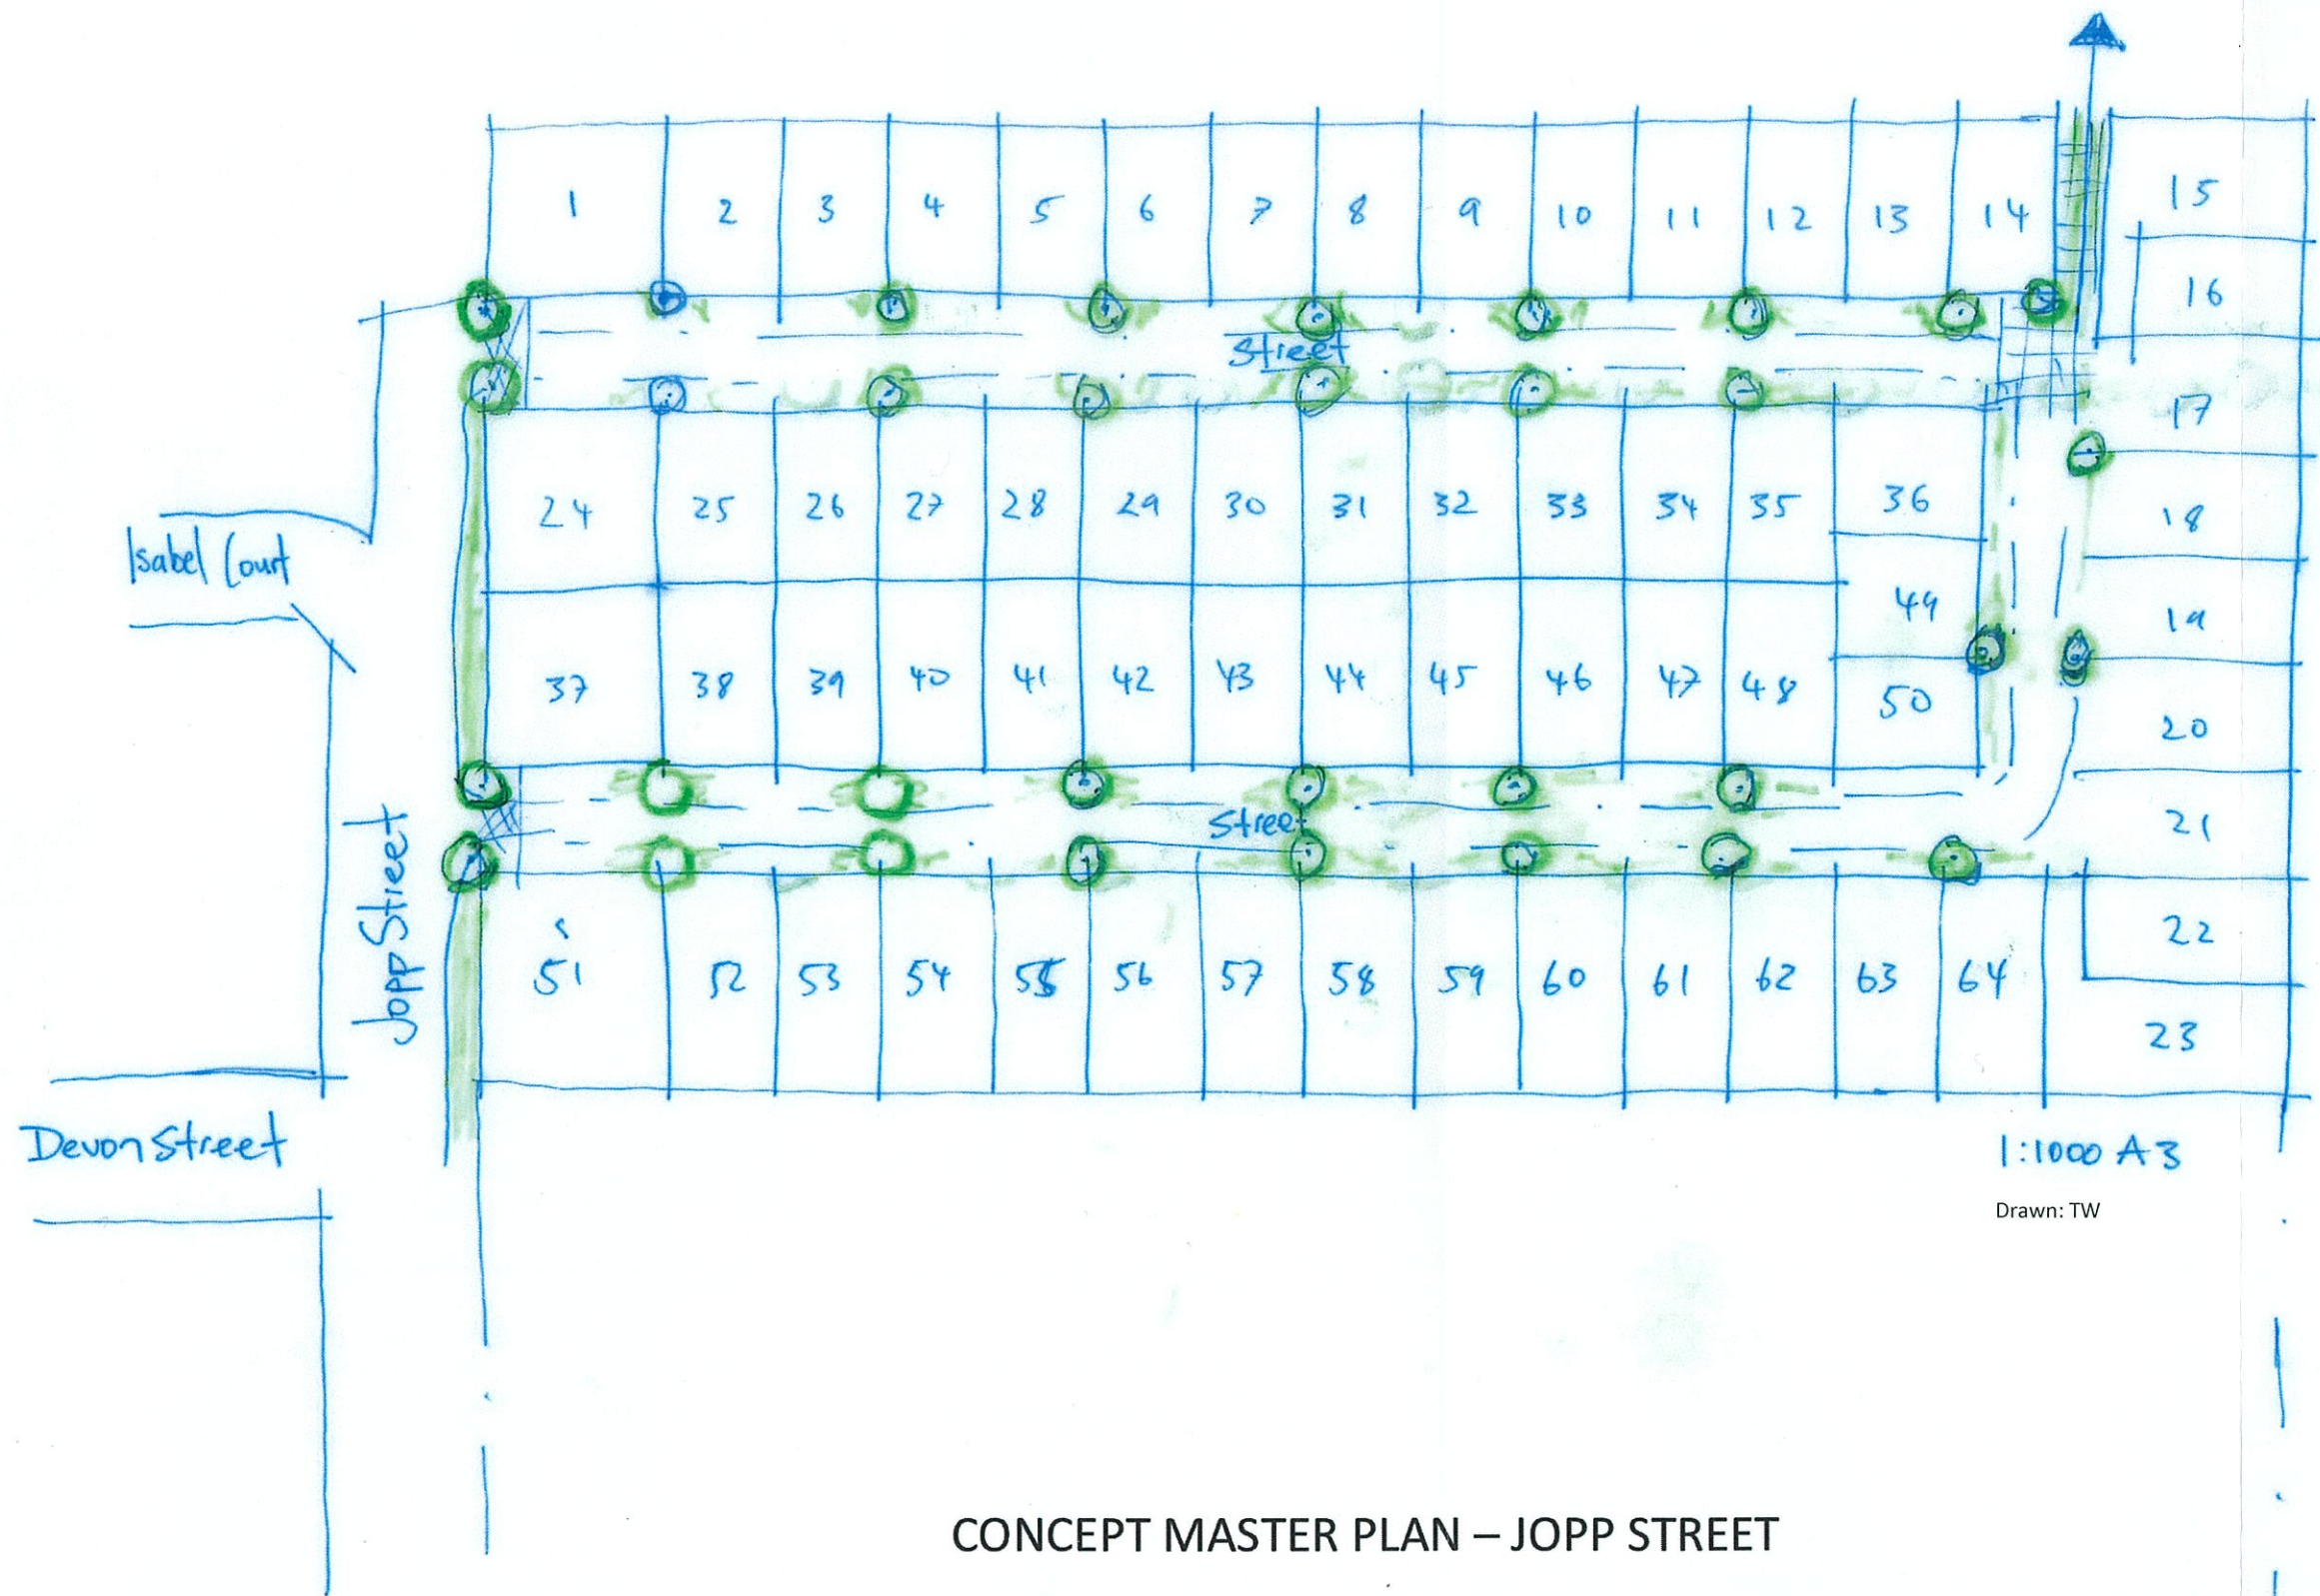 1 2 3 4 5 6 7 8 9 10 11 12 13 14 15
16
Street
17
24 25 26 27 28 29 30 31 32 33 34 35 36
18
Isabel Court
49
19
37 38 39 40 41 42 43 44 45 46 47 48 50
20
Street
21
Jopp Street
22
51 52 53 54 55 56 57 58 59 60 61 62 63 64
23
Devon Street
1:1000 A3
Drawn: TW
CONCEPT MASTER PLAN – JOPP STREET